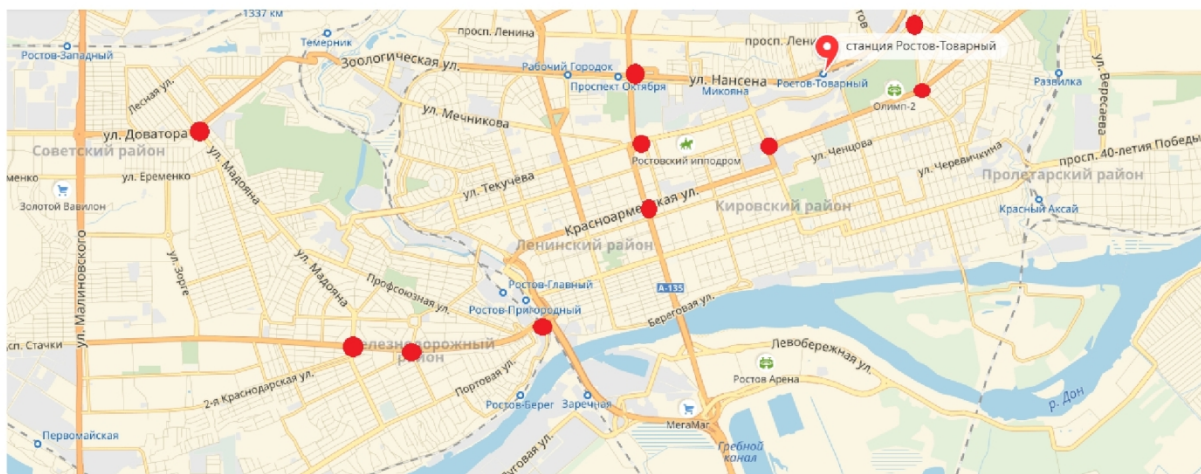 1337 км
Ростов-Западный
Темерник
просп. Ленина
просп. Лени
станция Ростов-Товарный
Зоологическая ул.
Рабочий Городок
Проспект Октября
ул. Нансена
Ростов-Товарный
Миковна
Развилка
ул. Вересаева
Лесная ул.
Олимп-2
ул. Мечникова
ул. Доватора
Советский район
ул. Мадояна
Ростовский ипподром
ул. Ченцова
просп. 40-летия Победы
ул. Еременко
ул. Текучёва
ул. Черевичкина
Пролетарский район
Золотой Вавилон
Красноармейская ул.
Кировский район
Красный Аксай
ул. Малиновского
Ленинский район
ул. Зорге
ул. Мадояна
Профсоюзная ул.
Ростов-Главный
А-135
Ростов-Пригородный
Береговая ул.
сп. Стачки
Железнодорожный
район
Левобережная ул.
2-я Краснодарская ул.
Портовая ул.
Ростов Арена
Ростов-Берег
Заречная
р. Дон
МегаМаг
Первомайская
Гребной
канал
уговая ул.